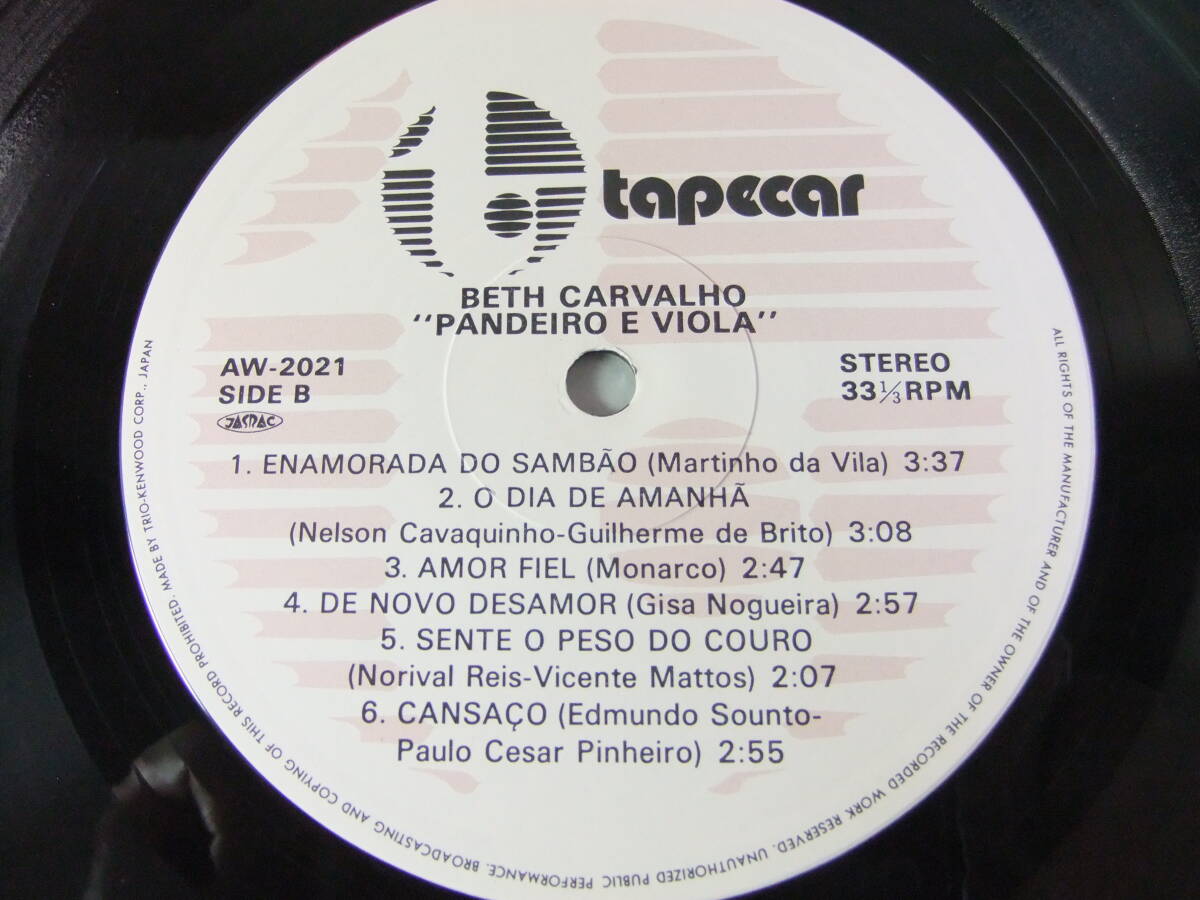 tapecar
BETH CARVALHO
"PANDEIRO E VIOLA"
AW-2021
SIDE B
JASRAC
STEREO
33 1/3 RPM
1. ENAMORADA DO SAMBÃO (Martinho da Vila) 3:37
2. O DIA DE AMANHÃ
(Nelson Cavaquinho-Guilherme de Brito) 3:08
3. AMOR FIEL (Monarco) 2:47
4. DE NOVO DESAMOR (Gisa Nogueira) 2:57
5. SENTE O PESO DO COURO
(Norival Reis-Vicente Mattos) 2:07
6. CANSAÇO (Edmundo Sounto-
Paulo Cesar Pinheiro) 2:55
ALL RIGHTS OF THE MANUFACTURER AND OF THE OWNER OF THE RECORDED WORK RESERVED. UNAUTHORIZED PUBLIC PERFORMANCE. BROADCASTING AND COPYING OF THIS RECORD PROHIBITED. MADE BY TRIO-KENWOOD CORP., JAPAN